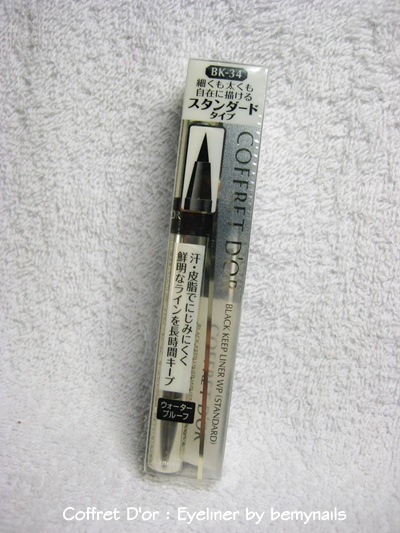 BK-34
細くも太くも
自在に描ける
スタンダード
タイプ
COFFRET D'OR
BLACK KEEP LINER WP (STANDARD)
汗・皮脂でにじみにくく
鮮明なラインを長時間キープ
ウォーター
プルーフ
COFFRET D'OR
Coffret D'or : Eyeliner by bemynails